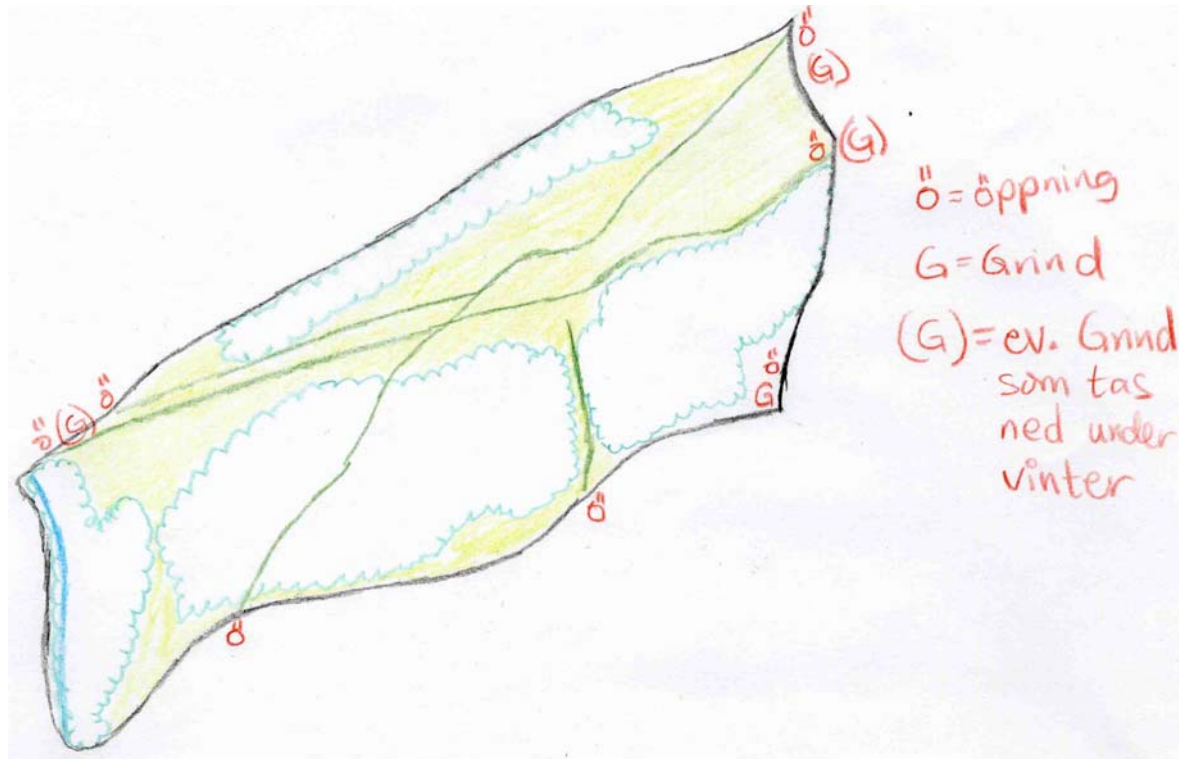 ö
(G)
ö (G)
ö = öppning
G = Grind
(G) = ev. Grind
som tas
ned under
vinter
ö
G
ö
ö (G)
ö
ö